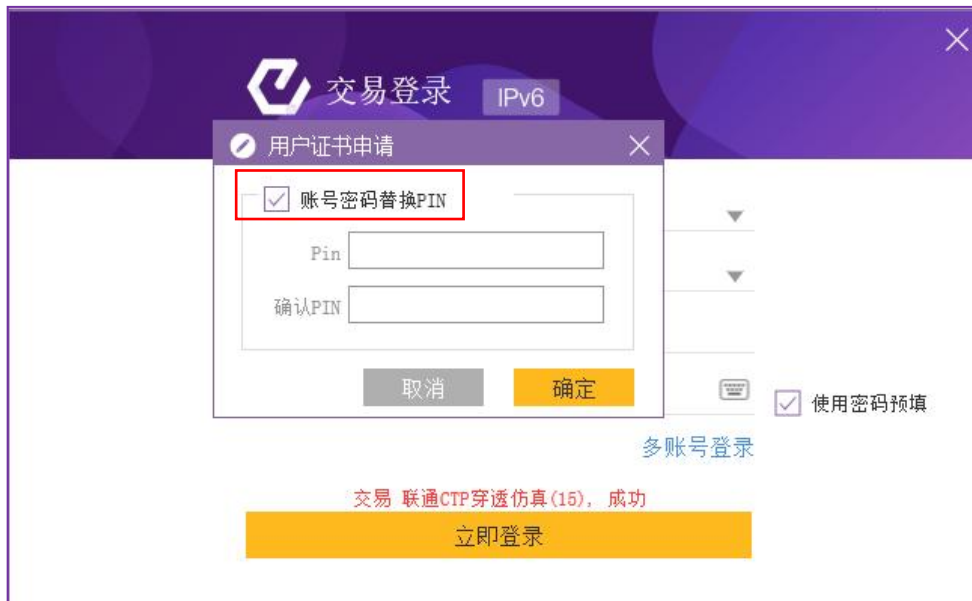 交易登录 IPv6
用户证书申请
账号密码替换PIN
Pin
确认PIN
取消 确定
使用密码预填
多账号登录
交易 联通CTP穿透仿真(15), 成功
立即登录